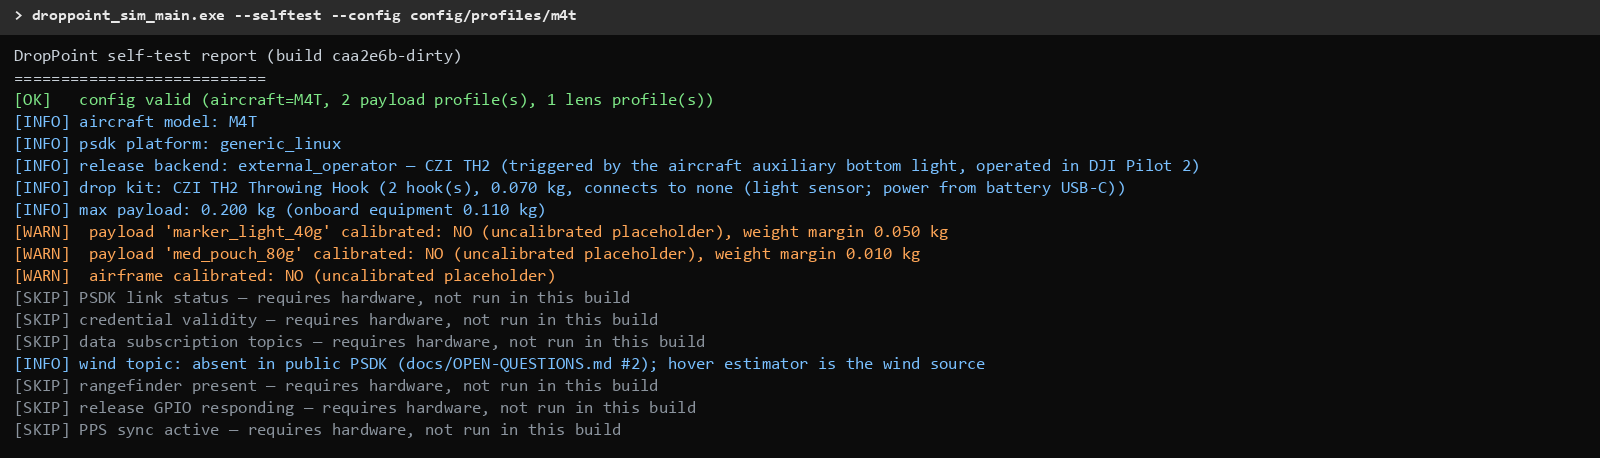 > droppoint_sim_main.exe --selftest --config config/profiles/m4t
DropPoint self-test report (build caa2e6b-dirty)
===========================
[OK]   config valid (aircraft=M4T, 2 payload profile(s), 1 lens profile(s))
[INFO] aircraft model: M4T
[INFO] psdk platform: generic_linux
[INFO] release backend: external_operator — CZI TH2 (triggered by the aircraft auxiliary bottom light, operated in DJI Pilot 2)
[INFO] drop kit: CZI TH2 Throwing Hook (2 hook(s), 0.070 kg, connects to none (light sensor; power from battery USB-C))
[INFO] max payload: 0.200 kg (onboard equipment 0.110 kg)
[WARN]  payload 'marker_light_40g' calibrated: NO (uncalibrated placeholder), weight margin 0.050 kg
[WARN]  payload 'med_pouch_80g' calibrated: NO (uncalibrated placeholder), weight margin 0.010 kg
[WARN]  airframe calibrated: NO (uncalibrated placeholder)
[SKIP] PSDK link status — requires hardware, not run in this build
[SKIP] credential validity — requires hardware, not run in this build
[SKIP] data subscription topics — requires hardware, not run in this build
[INFO] wind topic: absent in public PSDK (docs/OPEN-QUESTIONS.md #2); hover estimator is the wind source
[SKIP] rangefinder present — requires hardware, not run in this build
[SKIP] release GPIO responding — requires hardware, not run in this build
[SKIP] PPS sync active — requires hardware, not run in this build